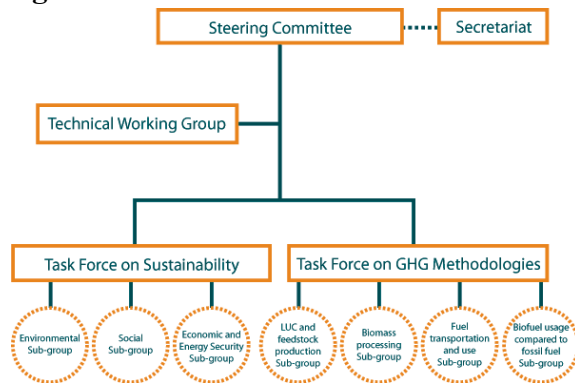 Steering Committee
Secretariat
Technical Working Group
Task Force on Sustainability
Task Force on GHG Methodologies
Environmental
Sub-group
Social
Sub-group
Economic and
Energy Security
Sub-group
LUC and
feedstock
production
Sub-group
Biomass
processing
Sub-group
Fuel
transportation
and use
Sub-group
Biofuel usage
compared to
fossil fuel
Sub-group